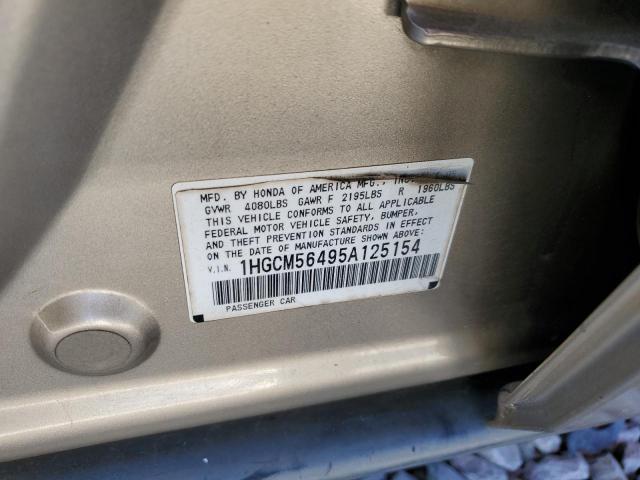 MFD. BY HONDA OF AMERICA MFG., INC.
GVWR 4080LBS GAWR F 2195LBS R 1960LBS
THIS VEHICLE CONFORMS TO ALL APPLICABLE
FEDERAL MOTOR VEHICLE SAFETY, BUMPER,
AND THEFT PREVENTION STANDARDS IN EFFECT
ON THE DATE OF MANUFACTURE SHOWN ABOVE.
V.I.N. 1HGCM56495A125154
PASSENGER CAR